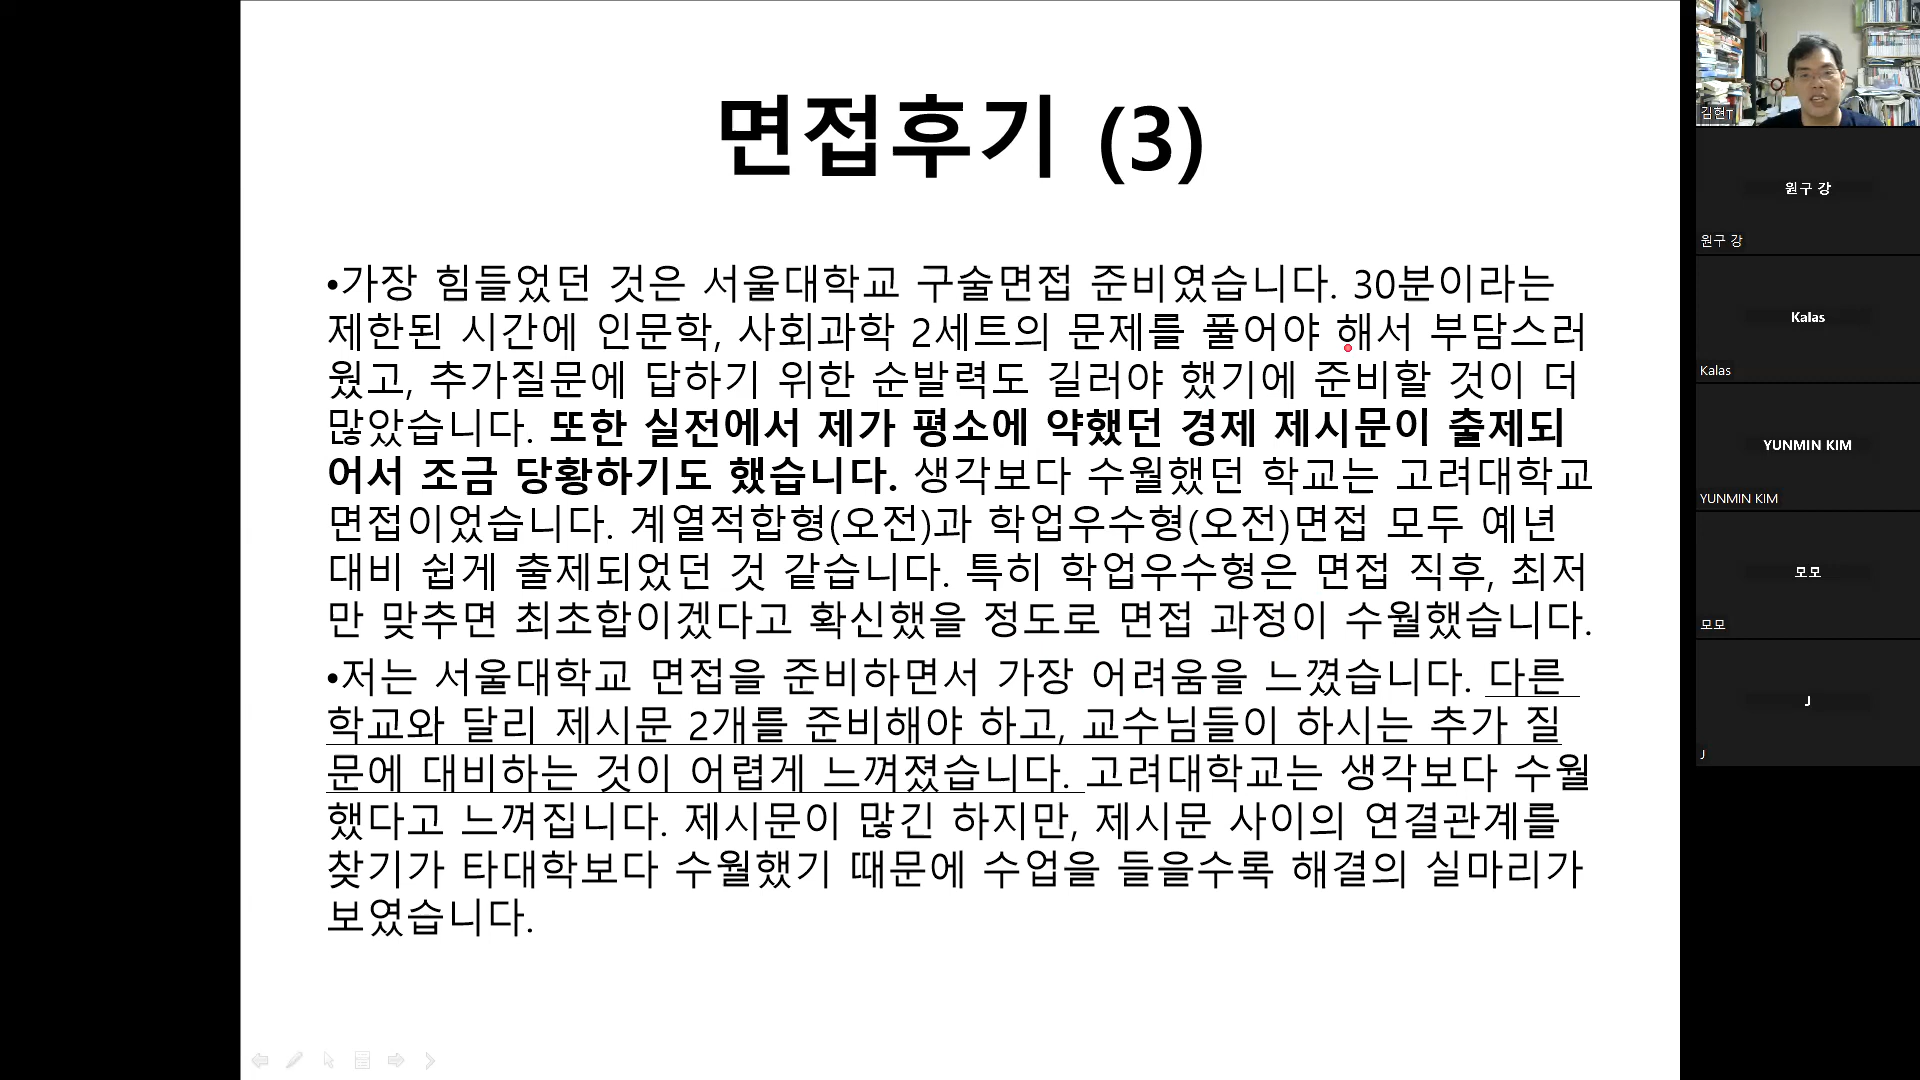 면접후기 (3)
•가장 힘들었던 것은 서울대학교 구술면접 준비였습니다. 30분이라는
제한된 시간에 인문학, 사회과학 2세트의 문제를 풀어야 해서 부담스러
웠고, 추가질문에 답하기 위한 순발력도 길러야 했기에 준비할 것이 더
많았습니다. 또한 실전에서 제가 평소에 약했던 경제 제시문이 출제되
어서 조금 당황하기도 했습니다. 생각보다 수월했던 학교는 고려대학교
면접이었습니다. 계열적합형(오전)과 학업우수형(오전)면접 모두 예년
대비 쉽게 출제되었던 것 같습니다. 특히 학업우수형은 면접 직후, 최저
만 맞추면 최초합이겠다고 확신했을 정도로 면접 과정이 수월했습니다.
•저는 서울대학교 면접을 준비하면서 가장 어려움을 느꼈습니다. 다른
학교와 달리 제시문 2개를 준비해야 하고, 교수님들이 하시는 추가 질
문에 대비하는 것이 어렵게 느껴졌습니다. 고려대학교는 생각보다 수월
했다고 느껴집니다. 제시문이 많긴 하지만, 제시문 사이의 연결관계를
찾기가 타대학보다 수월했기 때문에 수업을 들을수록 해결의 실마리가
보였습니다.
김현T
원구 강
원구 강
Kalas
Kalas
YUNMIN KIM
YUNMIN KIM
모모
모모
J
J